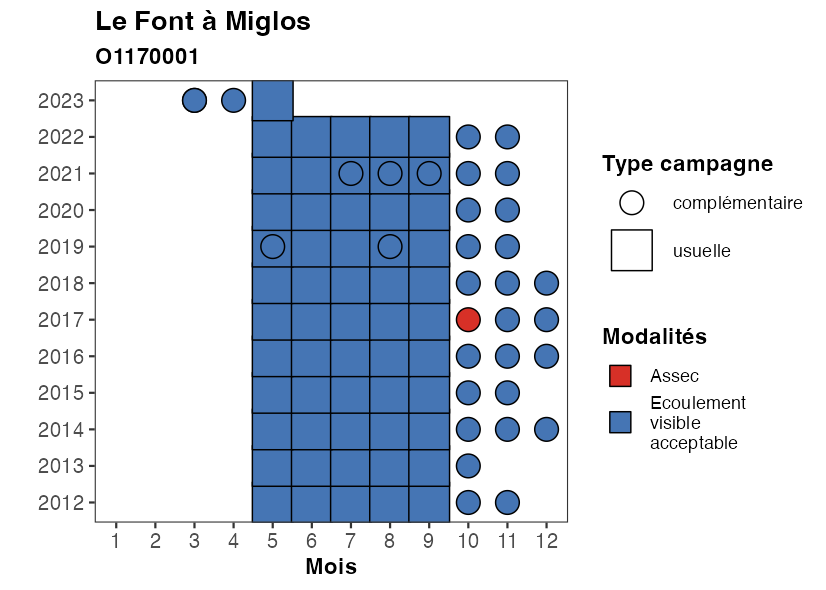 Le Font à Miglos
O1170001
2023
2022
2021
2020
2019
2018
2017
2016
2015
2014
2013
2012
1 2 3 4 5 6 7 8 9 10 11 12
Mois
Type campagne
complémentaire
usuelle
Modalités
Assec
Ecoulement
visible
acceptable